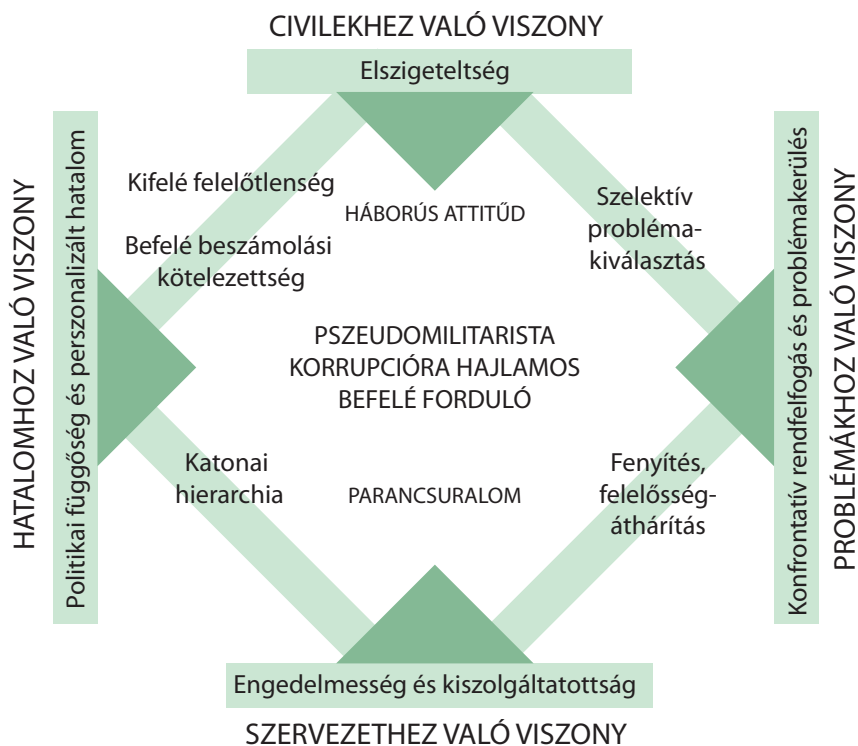 CIVILEKHEZ VALÓ VISZONY
Elszigeteltség
HATALOMHOZ VALÓ VISZONY
Politikai függőség és perszonalizált hatalom
Kifelé felelőtlenség
Befelé beszámolási
kötelezettség
HÁBORÚS ATTITŰD
Szelektív
probléma-
kiválasztás
PSZEUDOMILITARISTA
KORRUPCIÓRA HAJLAMOS
BEFELÉ FORDULÓ
Katonai
hierarchia
PARANCSURALOM
Fenyítés,
felelősség-
áthárítás
Konfrontatív rendfelfogás és problémakerülés
PROBLÉMÁKHOZ VALÓ VISZONY
Engedelmesség és kiszolgáltatottság
SZERVEZETHEZ VALÓ VISZONY